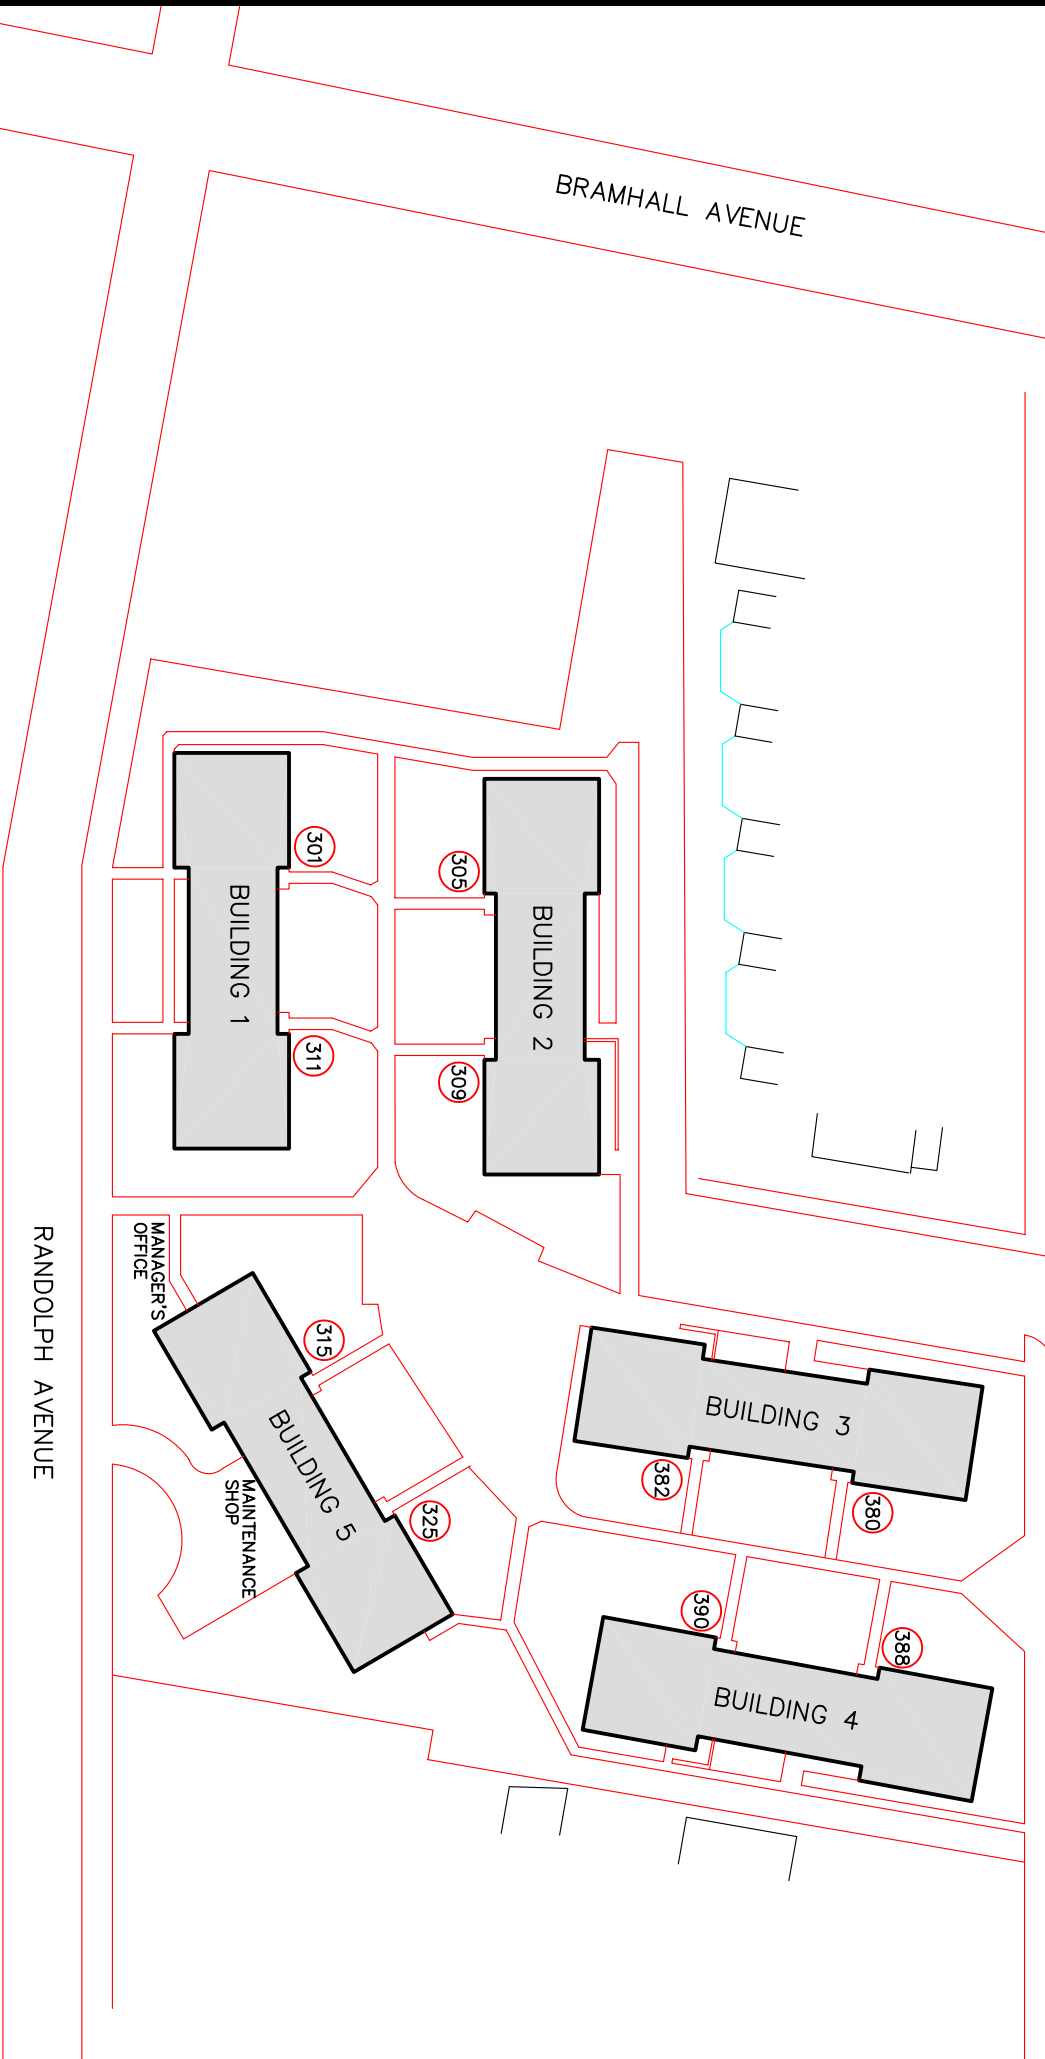 BRAMHALL AVENUE
301
305
BUILDING 1
BUILDING 2
311
309
MANAGER'S
OFFICE
RANDOLPH AVENUE
315
BUILDING 5
325
MAINTENANCE
SHOP
BUILDING 3
382
380
390
388
BUILDING 4